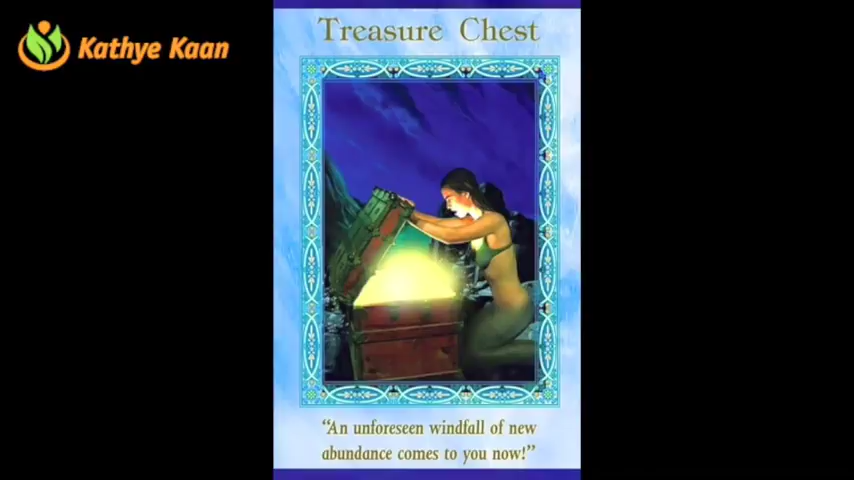 Kathye Kaan
Treasure Chest
“An unforeseen windfall of new
abundance comes to you now!”